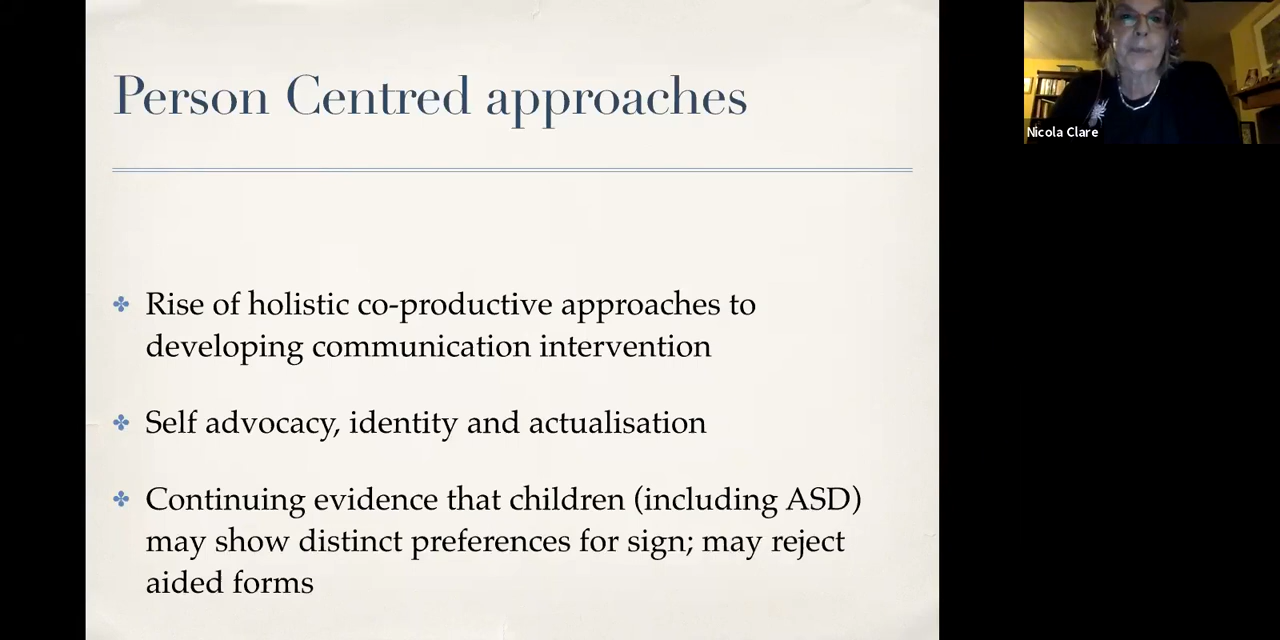 Person Centred approaches
Rise of holistic co-productive approaches to
developing communication intervention
Self advocacy, identity and actualisation
Continuing evidence that children (including ASD)
may show distinct preferences for sign; may reject
aided forms
Nicola Clare